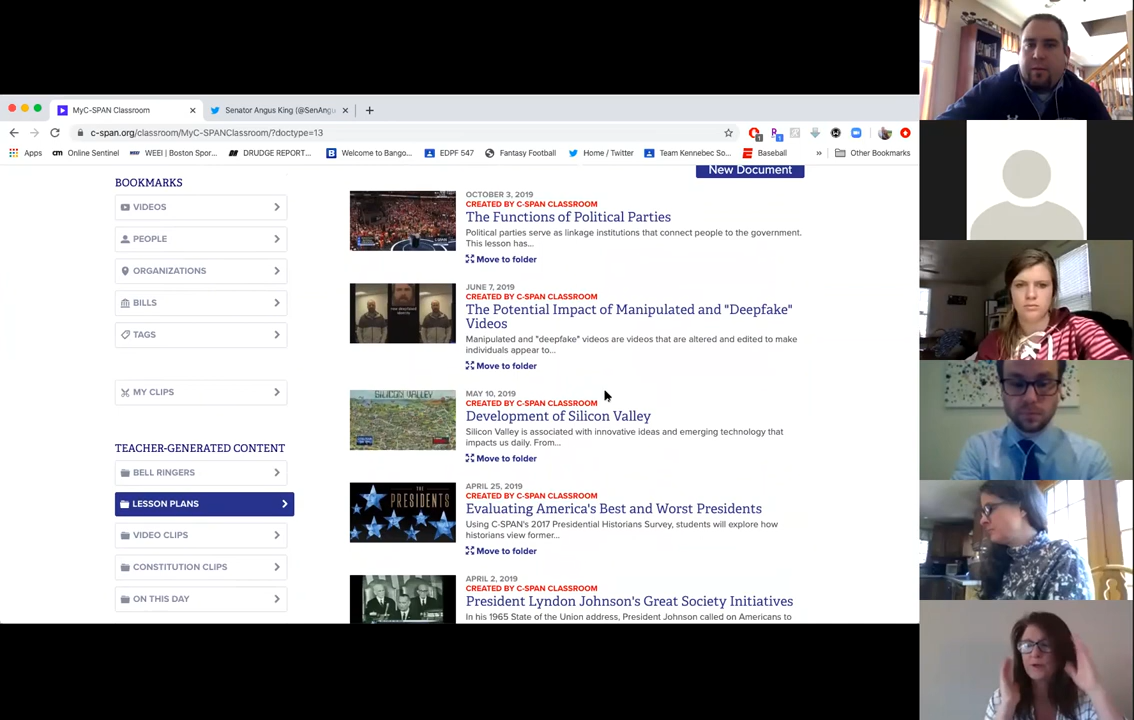 MyC-SPAN Classroom
Senator Angus King (@SenAngu
c-span.org/classroom/MyC-SPANClassroom/?doctype=13
Apps
Online Sentinel
WEEI | Boston Spor...
DRUDGE REPORT...
Welcome to Bango...
EDPF 547
Fantasy Football
Home / Twitter
Team Kennebec So...
Baseball
»
Other Bookmarks
New Document
BOOKMARKS
VIDEOS
PEOPLE
ORGANIZATIONS
BILLS
TAGS
MY CLIPS
TEACHER-GENERATED CONTENT
BELL RINGERS
LESSON PLANS
VIDEO CLIPS
CONSTITUTION CLIPS
ON THIS DAY
OCTOBER 3, 2019
CREATED BY C-SPAN CLASSROOM
The Functions of Political Parties
Political parties serve as linkage institutions that connect people to the government.
This lesson has...
Move to folder
JUNE 7, 2019
CREATED BY C-SPAN CLASSROOM
The Potential Impact of Manipulated and "Deepfake"
Videos
Manipulated and "deepfake" videos are videos that are altered and edited to make
individuals appear to...
Move to folder
SILICON VALLEY
MAY 10, 2019
CREATED BY C-SPAN CLASSROOM
Development of Silicon Valley
Silicon Valley is associated with innovative ideas and emerging technology that
impacts us daily. From...
Move to folder
THE
PRESIDENTS
APRIL 25, 2019
CREATED BY C-SPAN CLASSROOM
Evaluating America's Best and Worst Presidents
Using C-SPAN's 2017 Presidential Historians Survey, students will explore how
historians view former...
Move to folder
APRIL 2, 2019
CREATED BY C-SPAN CLASSROOM
President Lyndon Johnson's Great Society Initiatives
In his 1965 State of the Union address, President Johnson called on Americans to